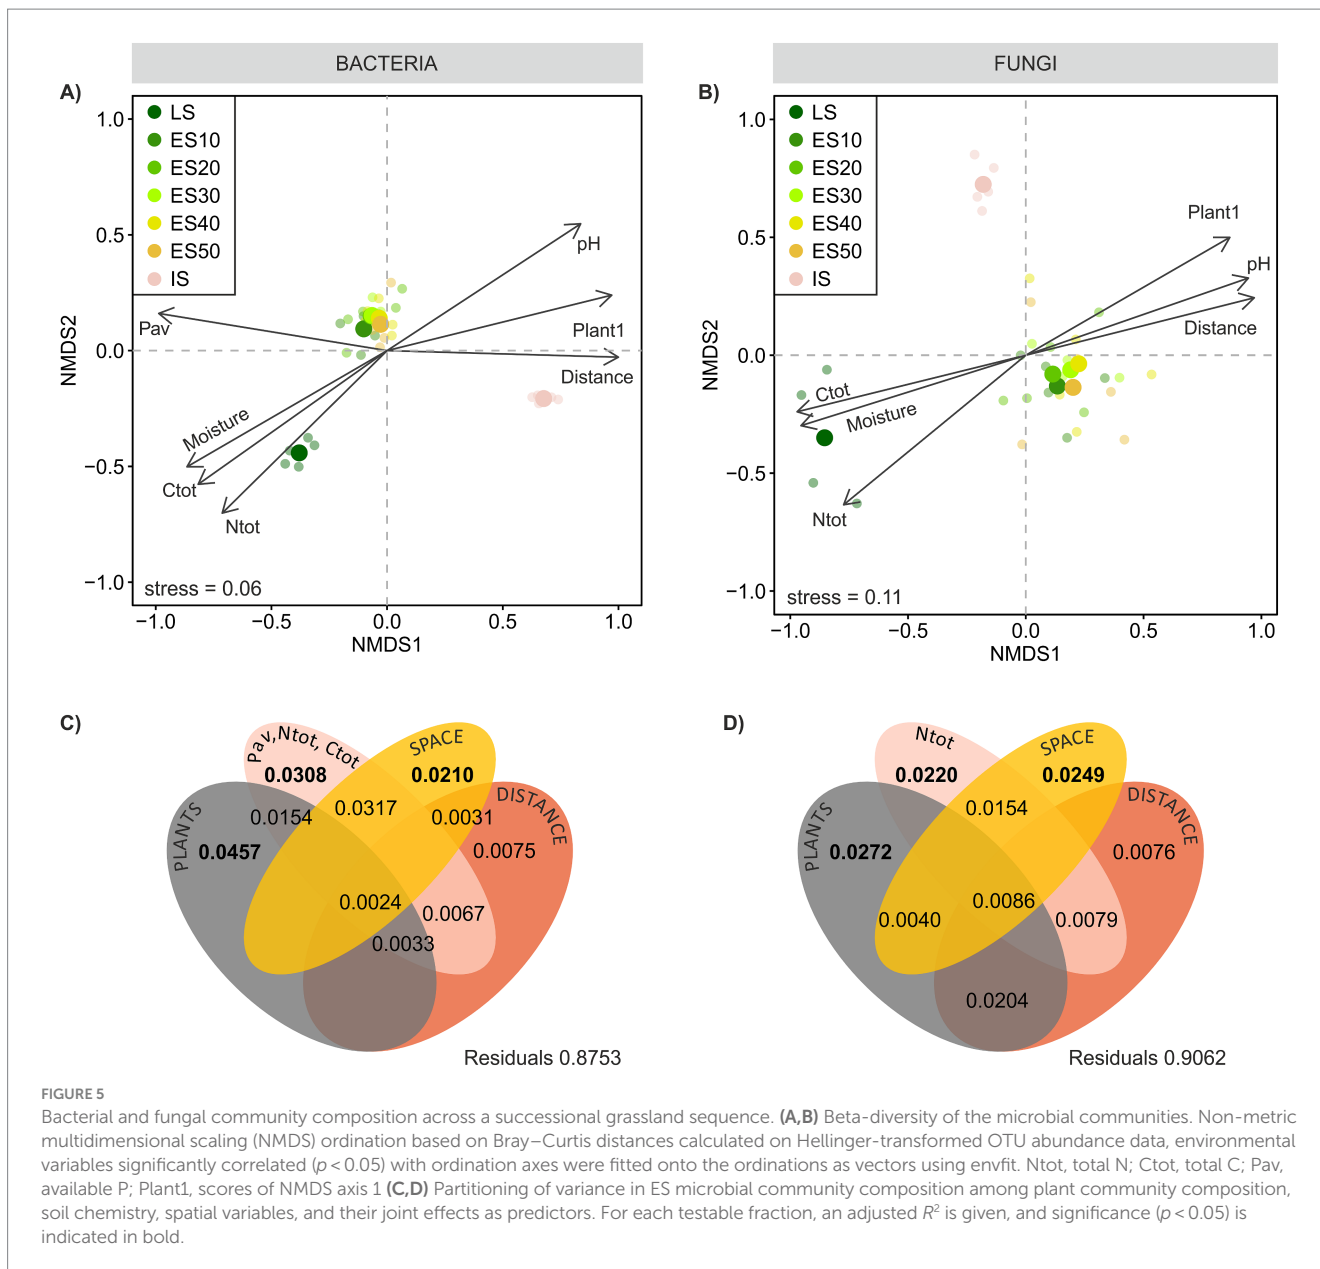 BACTERIA
FUNGI
A)
LS
ES10
ES20
ES30
ES40
ES50
IS
1.0
0.5
0.0
−0.5
−1.0
NMDS2
pH
Plant1
Distance
Pav
Moisture
Ctot
Ntot
stress = 0.06
−1.0 −0.5 0.0 0.5 1.0
NMDS1
B)
LS
ES10
ES20
ES30
ES40
ES50
IS
1.0
0.5
0.0
−0.5
−1.0
NMDS2
Plant1
pH
Distance
Ctot
Moisture
Ntot
stress = 0.11
−1.0 −0.5 0.0 0.5 1.0
NMDS1
C)
Pav,Ntot, Ctot
SPACE
0.0308
0.0210
PLANTS
DISTANCE
0.0154
0.0317
0.0031
0.0457
0.0075
0.0024
0.0067
0.0033
Residuals 0.8753
D)
Ntot
SPACE
0.0220
0.0249
PLANTS
DISTANCE
0.0154
0.0272
0.0076
0.0086
0.0040
0.0079
0.0204
Residuals 0.9062
FIGURE 5
Bacterial and fungal community composition across a successional grassland sequence. (A,B) Beta-diversity of the microbial communities. Non-metric
multidimensional scaling (NMDS) ordination based on Bray–Curtis distances calculated on Hellinger-transformed OTU abundance data, environmental
variables significantly correlated (p < 0.05) with ordination axes were fitted onto the ordinations as vectors using envfit. Ntot, total N; Ctot, total C; Pav,
available P; Plant1, scores of NMDS axis 1 (C,D) Partitioning of variance in ES microbial community composition among plant community composition,
soil chemistry, spatial variables, and their joint effects as predictors. For each testable fraction, an adjusted R² is given, and significance (p < 0.05) is
indicated in bold.